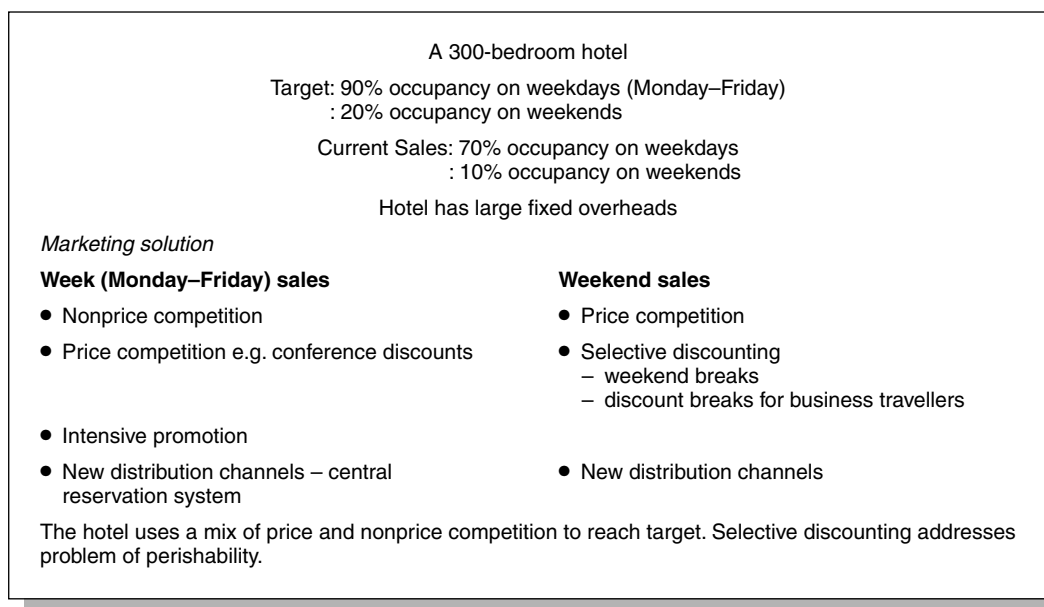 A 300-bedroom hotel
Target: 90% occupancy on weekdays (Monday–Friday)
: 20% occupancy on weekends
Current Sales: 70% occupancy on weekdays
: 10% occupancy on weekends
Hotel has large fixed overheads
Marketing solution
Week (Monday–Friday) sales
● Nonprice competition
● Price competition e.g. conference discounts
● Intensive promotion
● New distribution channels – central
reservation system
Weekend sales
● Price competition
● Selective discounting
– weekend breaks
– discount breaks for business travellers
● New distribution channels
The hotel uses a mix of price and nonprice competition to reach target. Selective discounting addresses
problem of perishability.